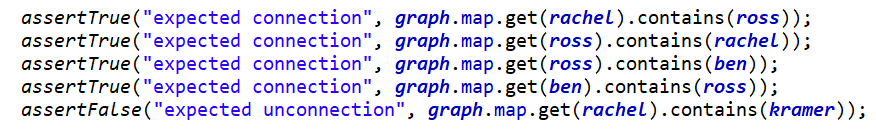 assertTrue("expected connection", graph.map.get(rachel).contains(ross));
assertTrue("expected connection", graph.map.get(ross).contains(rachel));
assertTrue("expected connection", graph.map.get(ross).contains(ben));
assertTrue("expected connection", graph.map.get(ben).contains(ross));
assertFalse("expected unconnection", graph.map.get(rachel).contains(kramer));